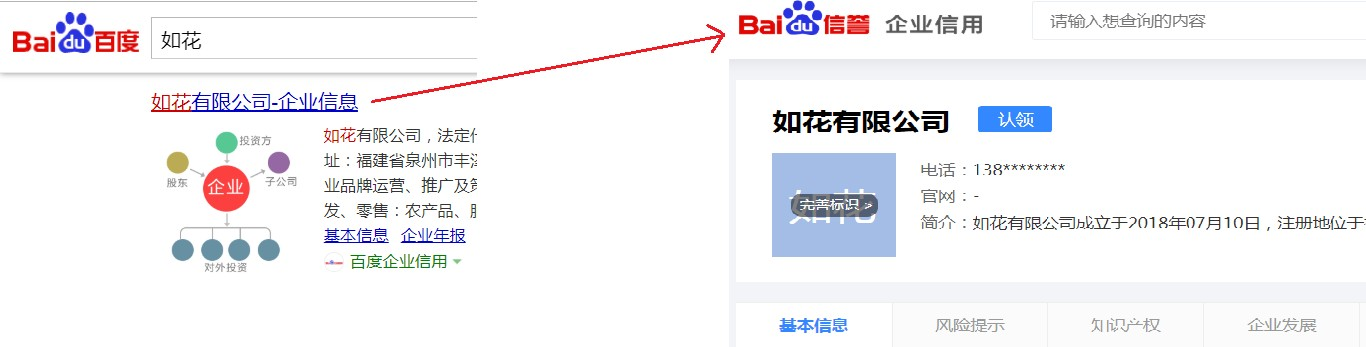 Baidu百度
如花
如花有限公司-企业信息
投资方
股东
企业
子公司
对外投资
如花有限公司，法定代
址：福建省泉州市丰泽
业品牌运营、推广及策
发、零售：农产品、服
基本信息 企业年报
百度企业信用
Baidu信誉 企业信用
请输入想查询的内容
如花有限公司 认领
如花
完善标识 >
电话：138********
官网：-
简介：如花有限公司成立于2018年07月10日，注册地位于
基本信息 风险提示 知识产权 企业发展